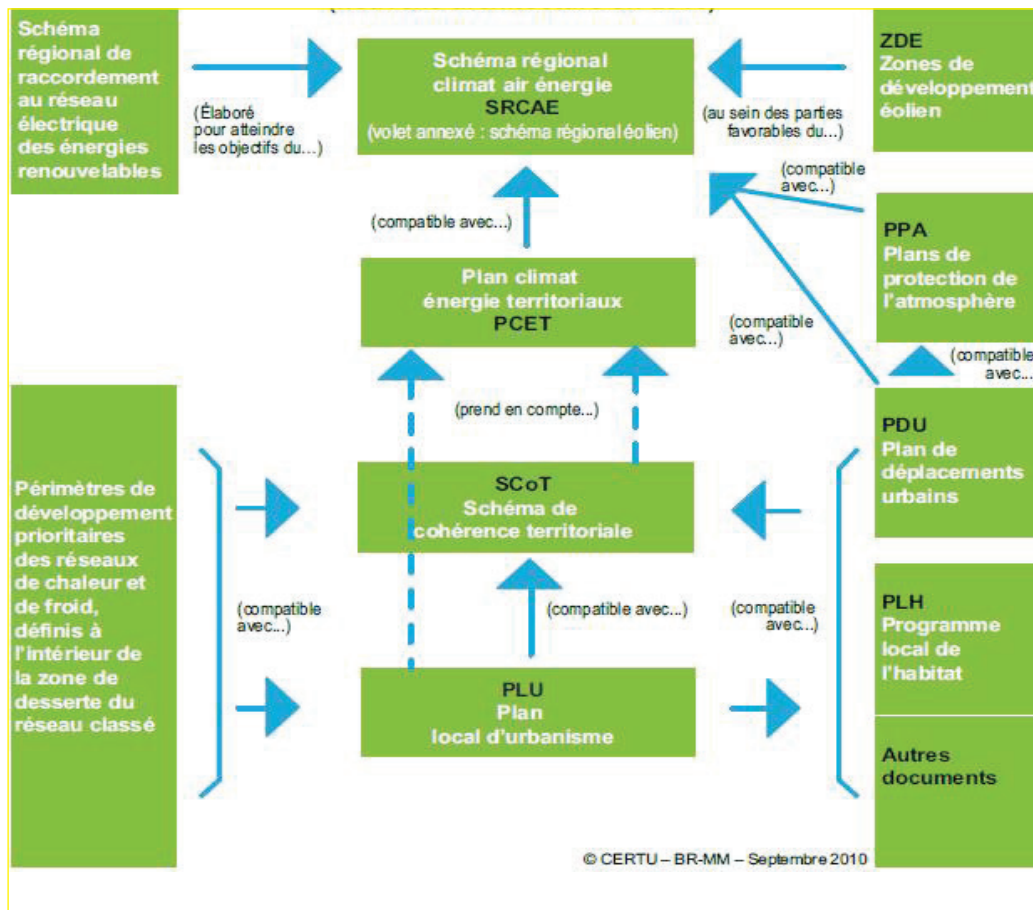 Schéma
régional de
raccordement
au réseau
électrique
des énergies
renouvelables
(Élaboré
pour atteindre
les objectifs du...)
Schéma régional
climat air énergie
SRCAE
(volet annexé : schéma régional éolien)
(au sein des parties
favorables du...)
ZDE
Zones de
développement
éolien
(compatible
avec...)
(compatible avec...)
PPA
Plans de
protection de
l'atmosphère
Plan climat
énergie territoriaux
PCET
(compatible
avec...)
(compatible
avec...
(prend en compte...)
PDU
Plan de
déplacements
urbains
SCoT
Schéma de
cohérence territoriale
Périmètres de
développement
prioritaires
des réseaux
de chaleur et
de froid,
définis à
l'intérieur de
la zone de
desserte du
réseau classé
(compatible
avec...)
(compatible avec...)
(compatible
avec...)
PLH
Programme
local de
l'habitat
PLU
Plan
local d'urbanisme
Autres
documents
© CERTU – BR-MM – Septembre 2010